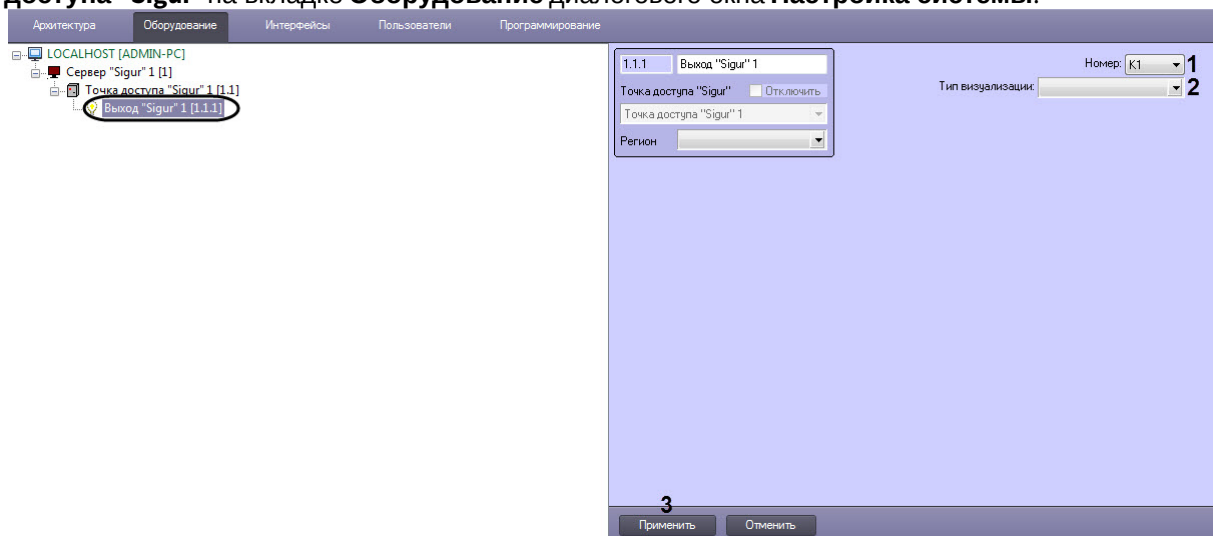 доступа "Sigur" на вкладке Оборудование диалогового окна Настройка системы.
Архитектура Оборудование Интерфейсы Пользователи Программирование
LOCALHOST [ADMIN-PC]
Сервер "Sigur" 1 [1]
Точка доступа "Sigur" 1 [1.1]
Выход "Sigur" 1 [1.1.1]
1.1.1 Выход "Sigur" 1
Точка доступа "Sigur" Отключить
Точка доступа "Sigur" 1
Регион
Номер: К1 1
Тип визуализации: 2
3
Применить Отменить